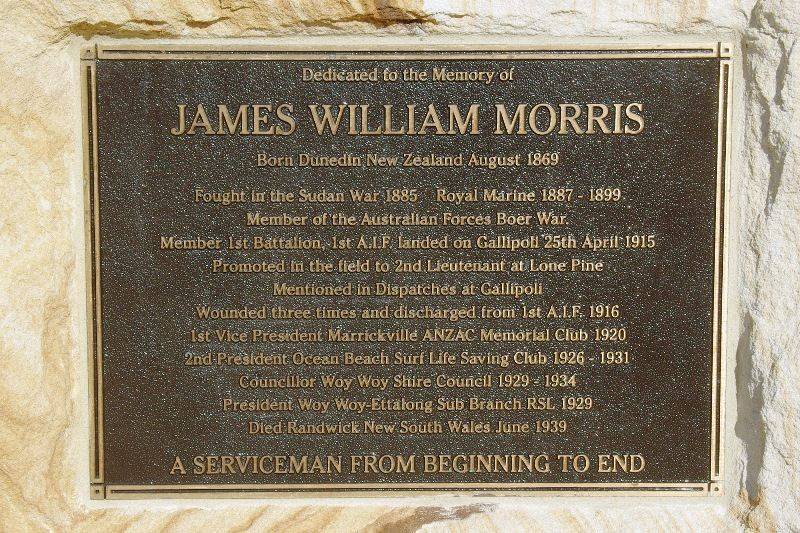 Dedicated to the Memory of
JAMES WILLIAM MORRIS
Born Dunedin New Zealand August 1869
Fought in the Sudan War 1885 Royal Marine 1887 - 1899
Member of the Australian Forces Boer War
Member 1st Battalion, 1st A.I.F. landed on Gallipoli 25th April 1915
Promoted in the field to 2nd Lieutenant at Lone Pine
Mentioned in Dispatches at Gallipoli
Wounded three times and discharged from 1st A.I.F. 1916
1st Vice President Marrickville ANZAC Memorial Club 1920
2nd President Ocean Beach Surf Life Saving Club 1926 - 1931
Councillor Woy Woy Shire Council 1929 - 1934
President Woy Woy-Ettalong Sub Branch RSL 1929
Died Randwick New South Wales June 1939
A SERVICEMAN FROM BEGINNING TO END